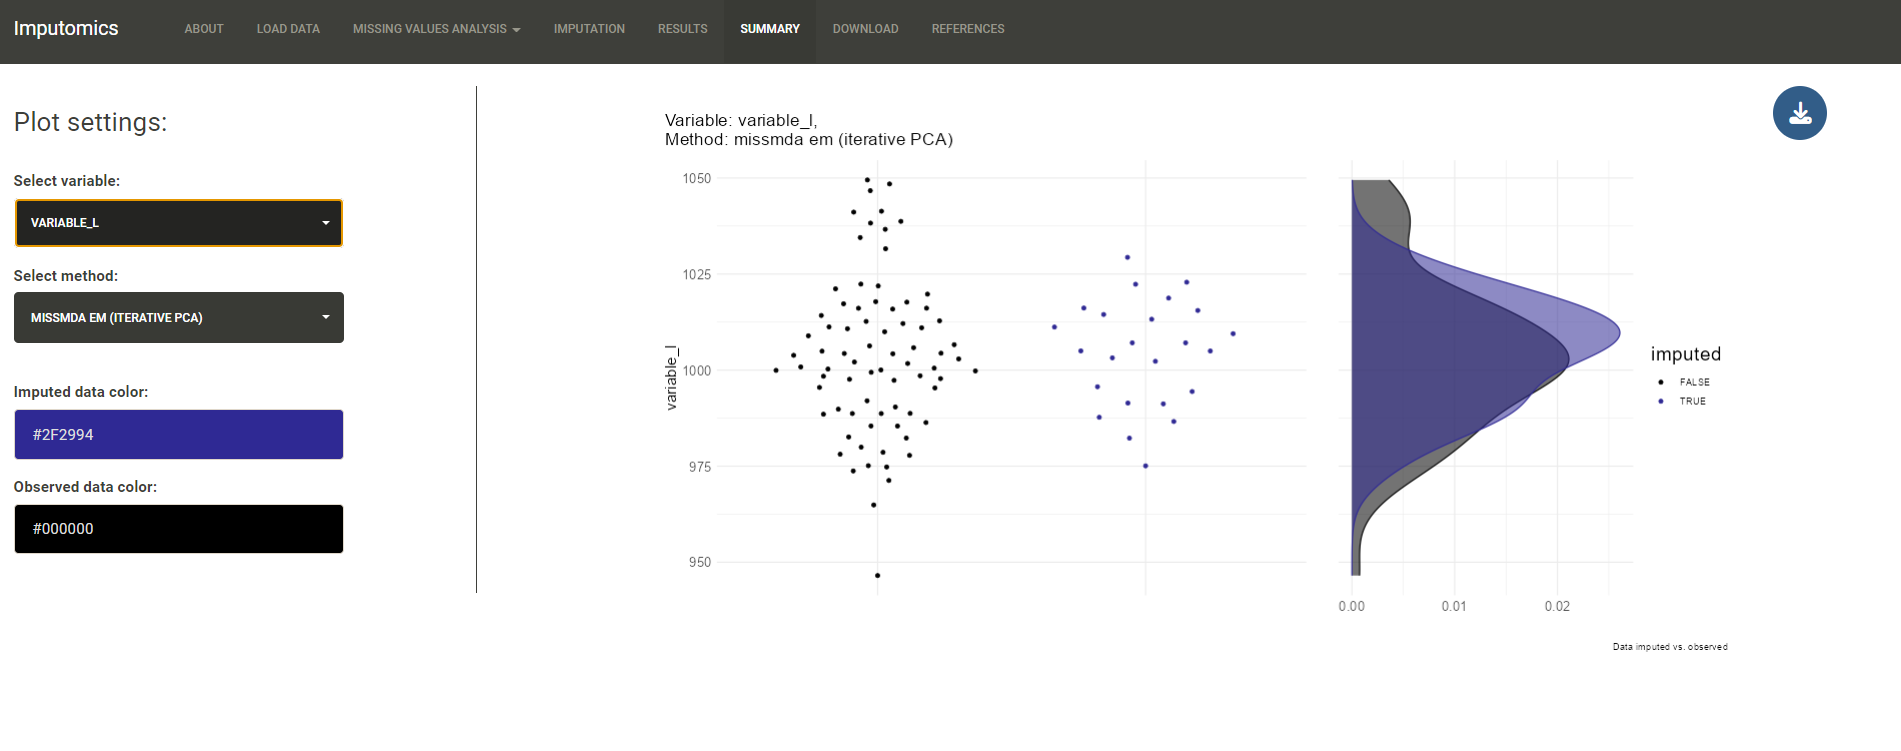 Imputomics
ABOUT
LOAD DATA
MISSING VALUES ANALYSIS
IMPUTATION
RESULTS
SUMMARY
DOWNLOAD
REFERENCES
Plot settings:
Select variable:
VARIABLE_L
Select method:
MISSMDA EM (ITERATIVE PCA)
Imputed data color:
#2F2994
Observed data color:
#000000
Variable: variable_l,
Method: missmda em (iterative PCA)
variable_l
1050
1025
1000
975
950
0.00
0.01
0.02
imputed
FALSE
TRUE
Data imputed vs. observed